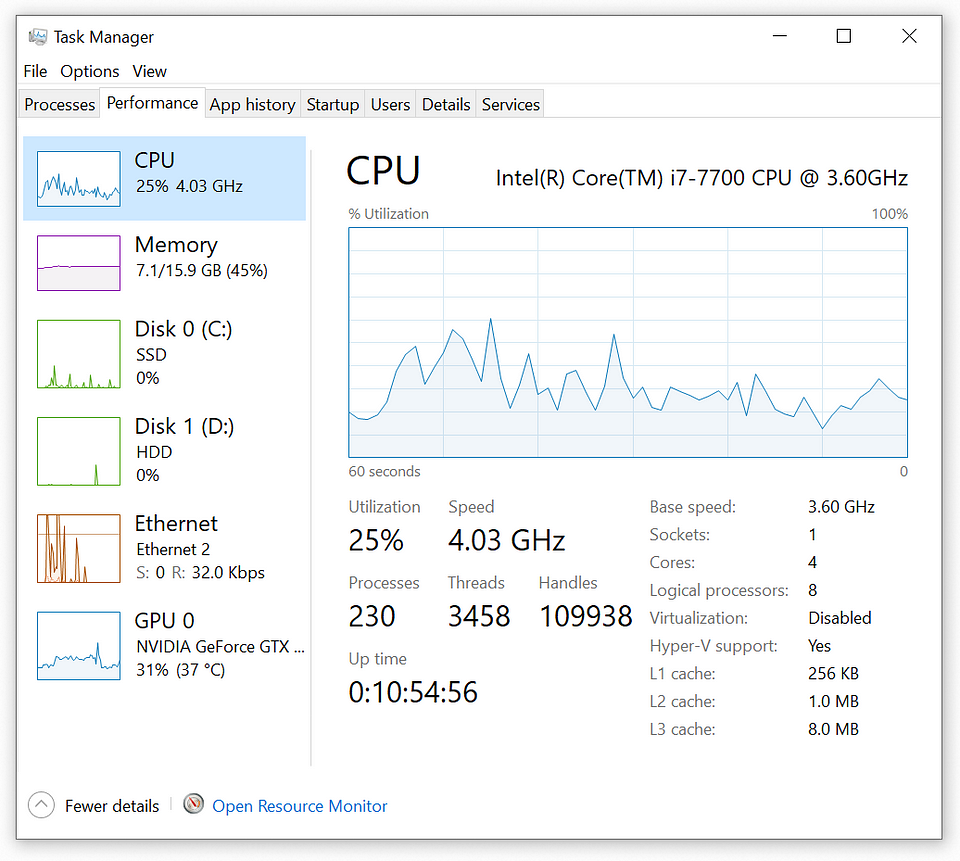 Task Manager
File Options View
Processes Performance App history Startup Users Details Services
CPU
25% 4.03 GHz
Memory
7.1/15.9 GB (45%)
Disk 0 (C:)
SSD
0%
Disk 1 (D:)
HDD
0%
Ethernet
Ethernet 2
S: 0 R: 32.0 Kbps
GPU 0
NVIDIA GeForce GTX ...
31% (37 °C)
CPU
Intel(R) Core(TM) i7-7700 CPU @ 3.60GHz
% Utilization 100%
60 seconds 0
Utilization Speed
25% 4.03 GHz
Processes Threads Handles
230 3458 109938
Up time
0:10:54:56
Base speed: 3.60 GHz
Sockets: 1
Cores: 4
Logical processors: 8
Virtualization: Disabled
Hyper-V support: Yes
L1 cache: 256 KB
L2 cache: 1.0 MB
L3 cache: 8.0 MB
Fewer details Open Resource Monitor